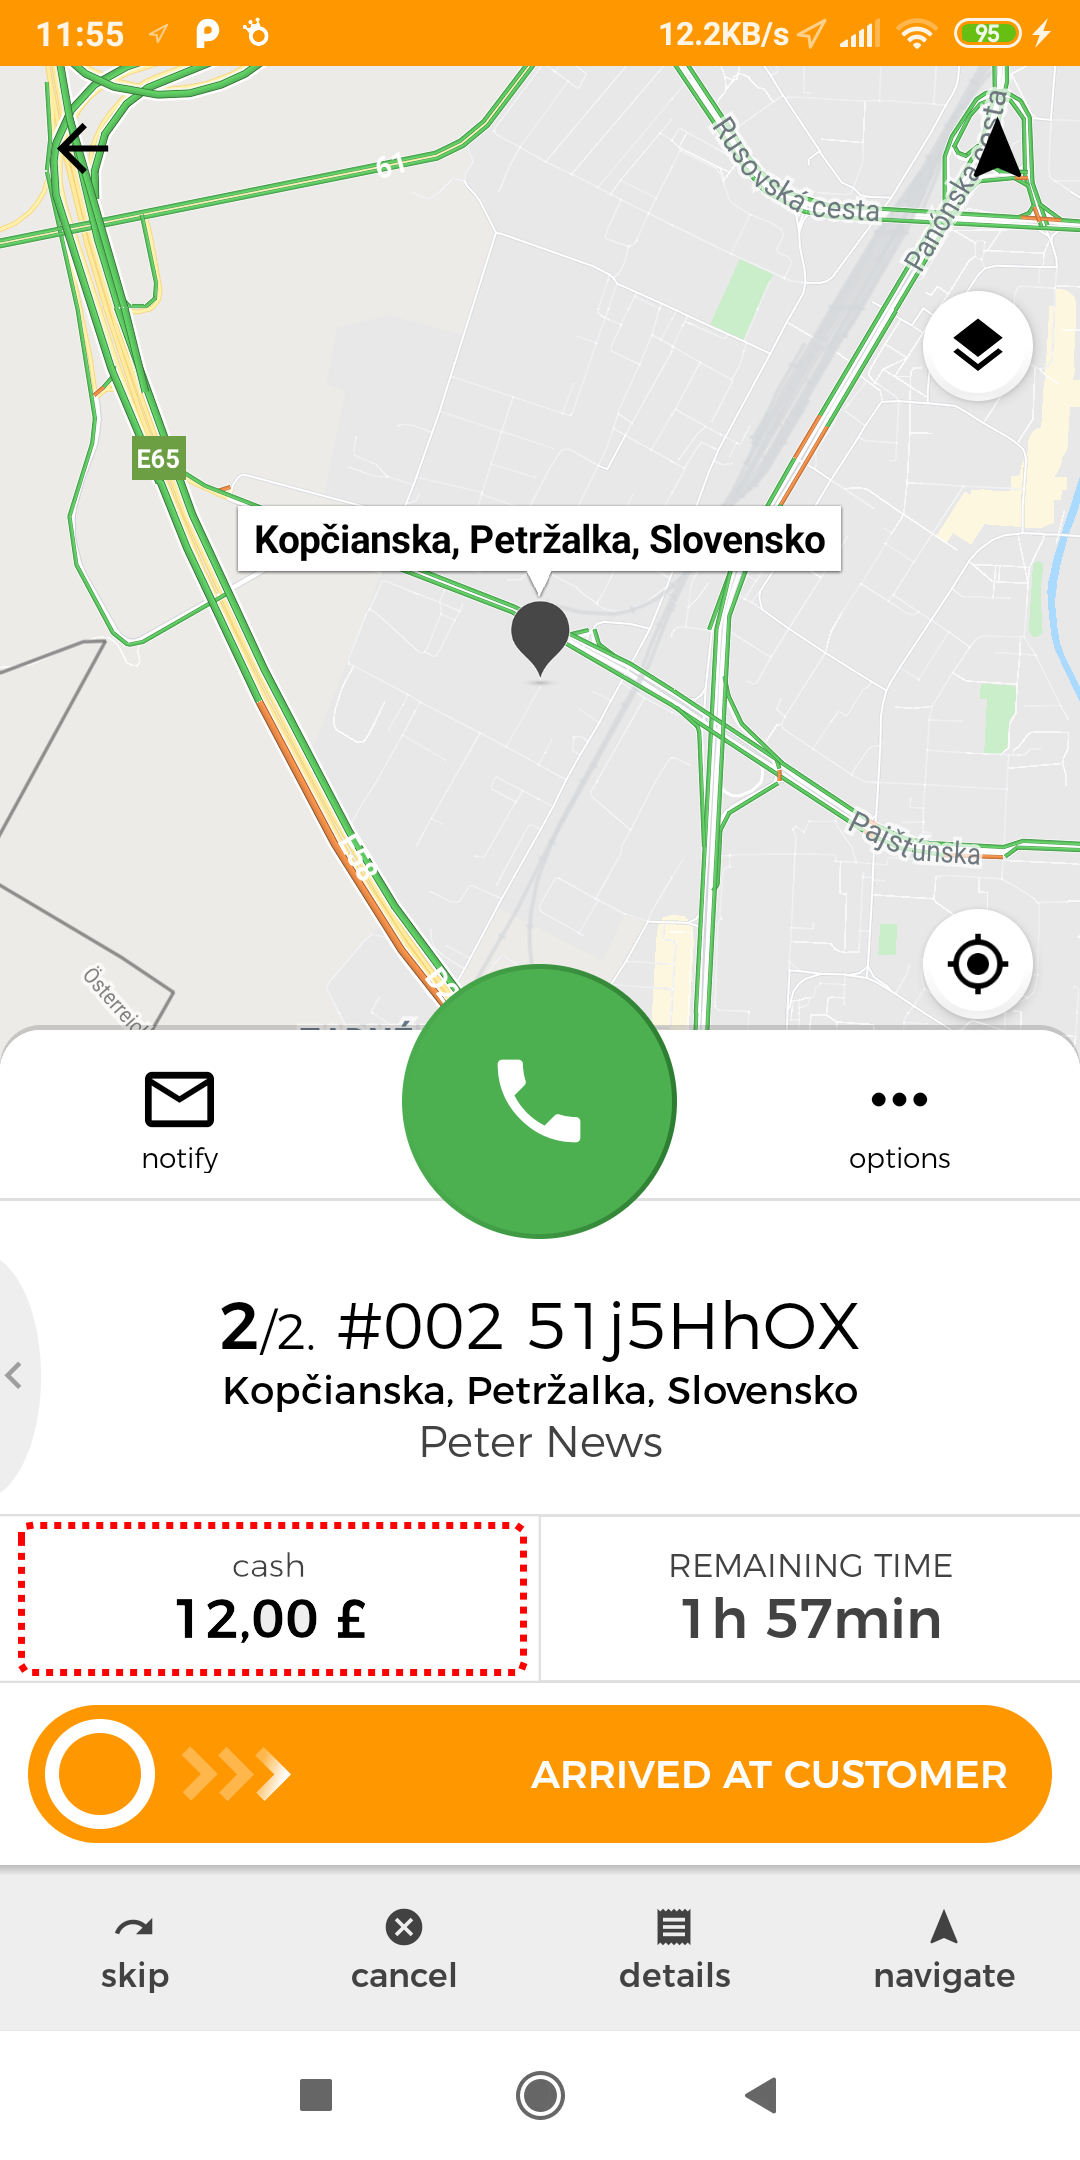 11:55 12.2KB/s 95
61
Rusovská cesta
Panónska cesta
E65
Kopčianska, Petržalka, Slovensko
E58
Pajštúnska
notify
options
2/2. #002 51j5HhOX
Kopčianska, Petržalka, Slovensko
Peter News
cash
12,00 £
REMAINING TIME
1h 57min
ARRIVED AT CUSTOMER
skip
cancel
details
navigate